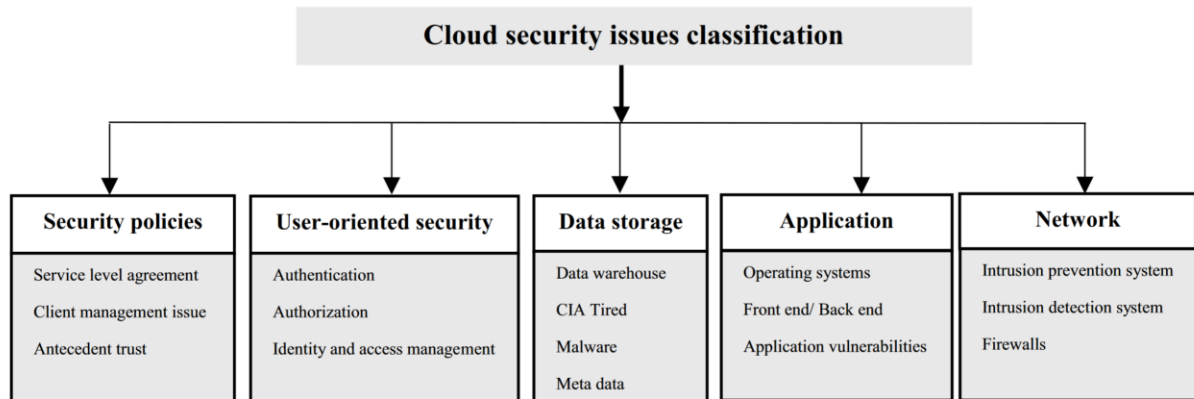 Cloud security issues classification
Security policies
Service level agreement
Client management issue
Antecedent trust
User-oriented security
Authentication
Authorization
Identity and access management
Data storage
Data warehouse
CIA Tired
Malware
Meta data
Application
Operating systems
Front end/ Back end
Application vulnerabilities
Network
Intrusion prevention system
Intrusion detection system
Firewalls